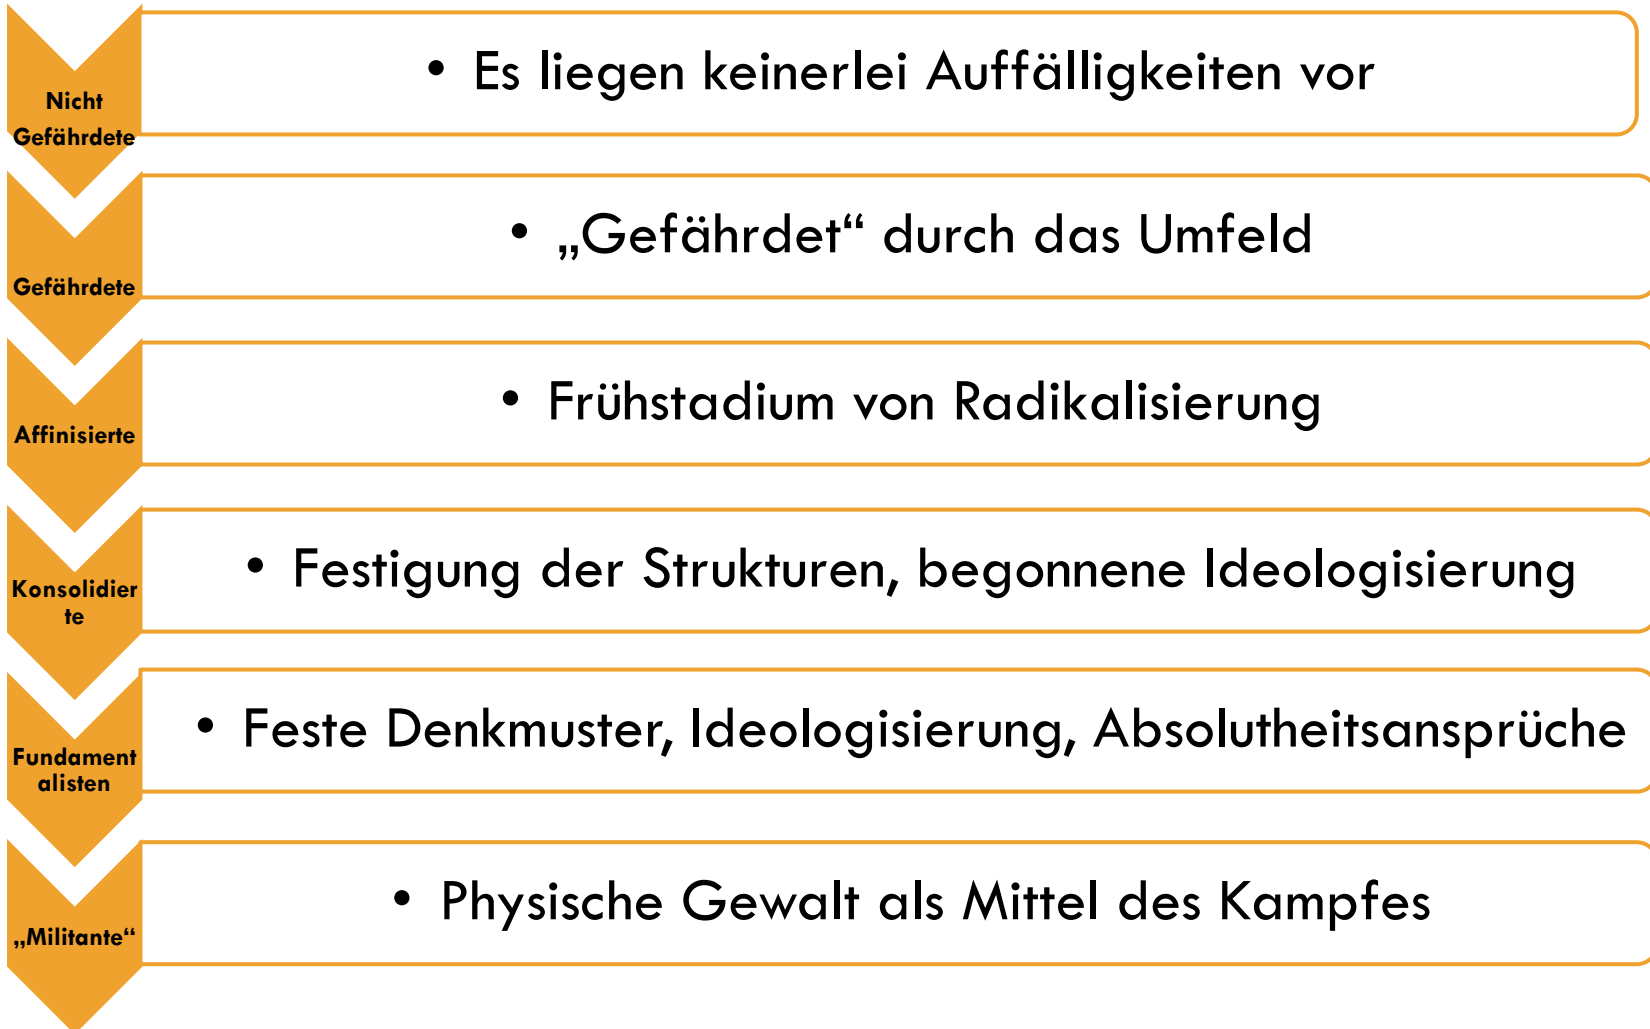 Nicht
Gefährdete
• Es liegen keinerlei Auffälligkeiten vor
Gefährdete
• „Gefährdet“ durch das Umfeld
Affinisierte
• Frühstadium von Radikalisierung
Konsolidier
te
• Festigung der Strukturen, begonnene Ideologisierung
Fundament
alisten
• Feste Denkmuster, Ideologisierung, Absolutheitsansprüche
„Militante“
• Physische Gewalt als Mittel des Kampfes